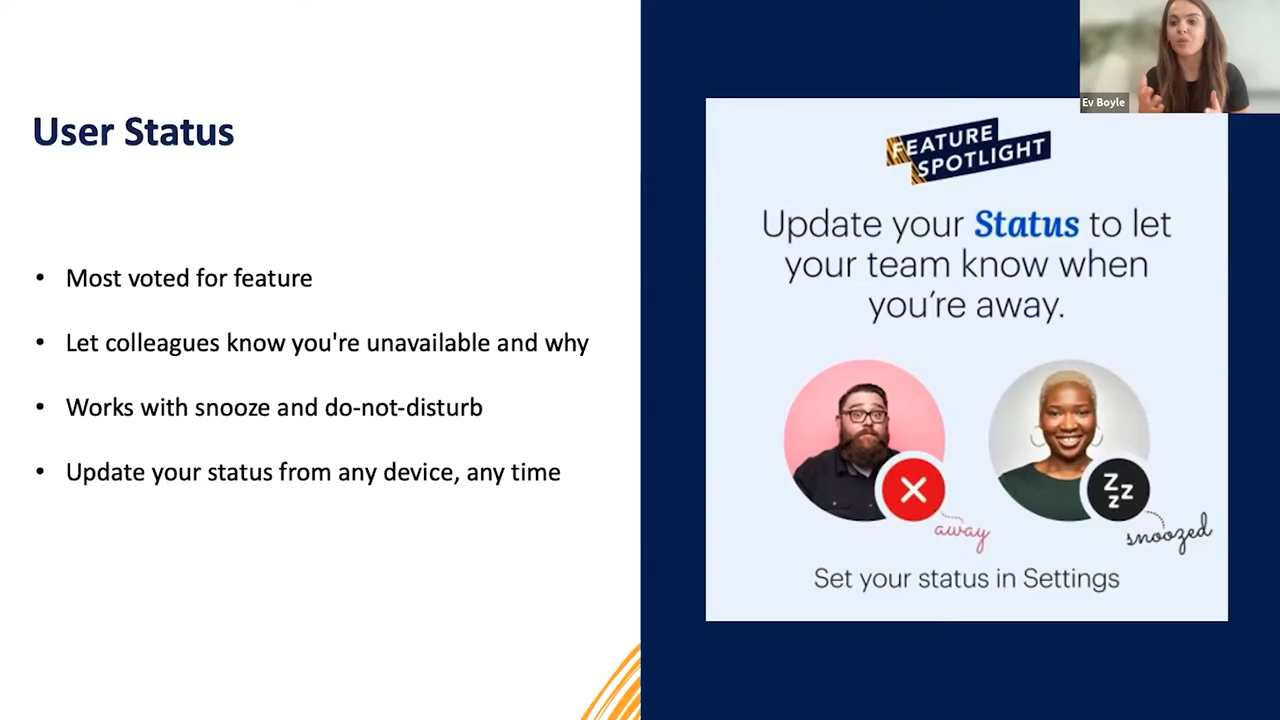 User Status
• Most voted for feature
• Let colleagues know you're unavailable and why
• Works with snooze and do-not-disturb
• Update your status from any device, any time
Ev Boyle
FEATURE
SPOTLIGHT
Update your Status to let
your team know when
you’re away.
ZZZ
away
snoozed
Set your status in Settings